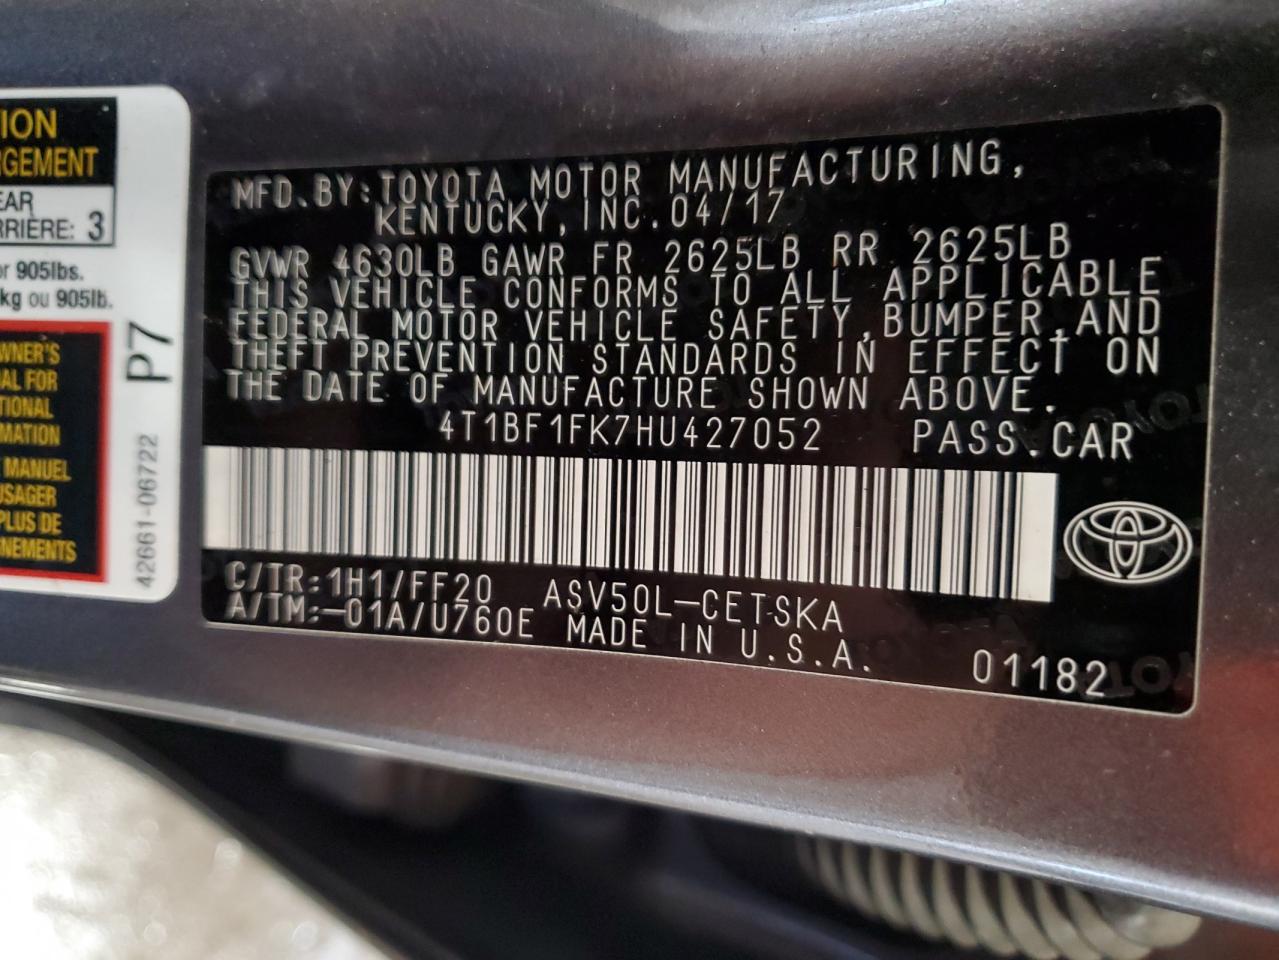 ION
RGEMENT
EAR
RRIÈRE: 3
or 905lbs.
kg ou 905lb.
WNER'S
AL FOR
TIONAL
MATION
MANUEL
USAGER
PLUS DE
NEMENTS
P7
42661-06722
MFD.BY:TOYOTA MOTOR MANUFACTURING,
KENTUCKY,INC.04/17
GVWR 4630LB GAWR FR 2625LB RR 2625LB
THIS VEHICLE CONFORMS TO ALL APPLICABLE
FEDERAL MOTOR VEHICLE SAFETY,BUMPER,AND
THEFT PREVENTION STANDARDS IN EFFECT ON
THE DATE OF MANUFACTURE SHOWN ABOVE.
4T1BF1FK7HU427052 PASS.CAR
C/TR:1H1/FF20 ASV50L-CETSKA
A/TM:-01A/U760E MADE IN U.S.A.
01182